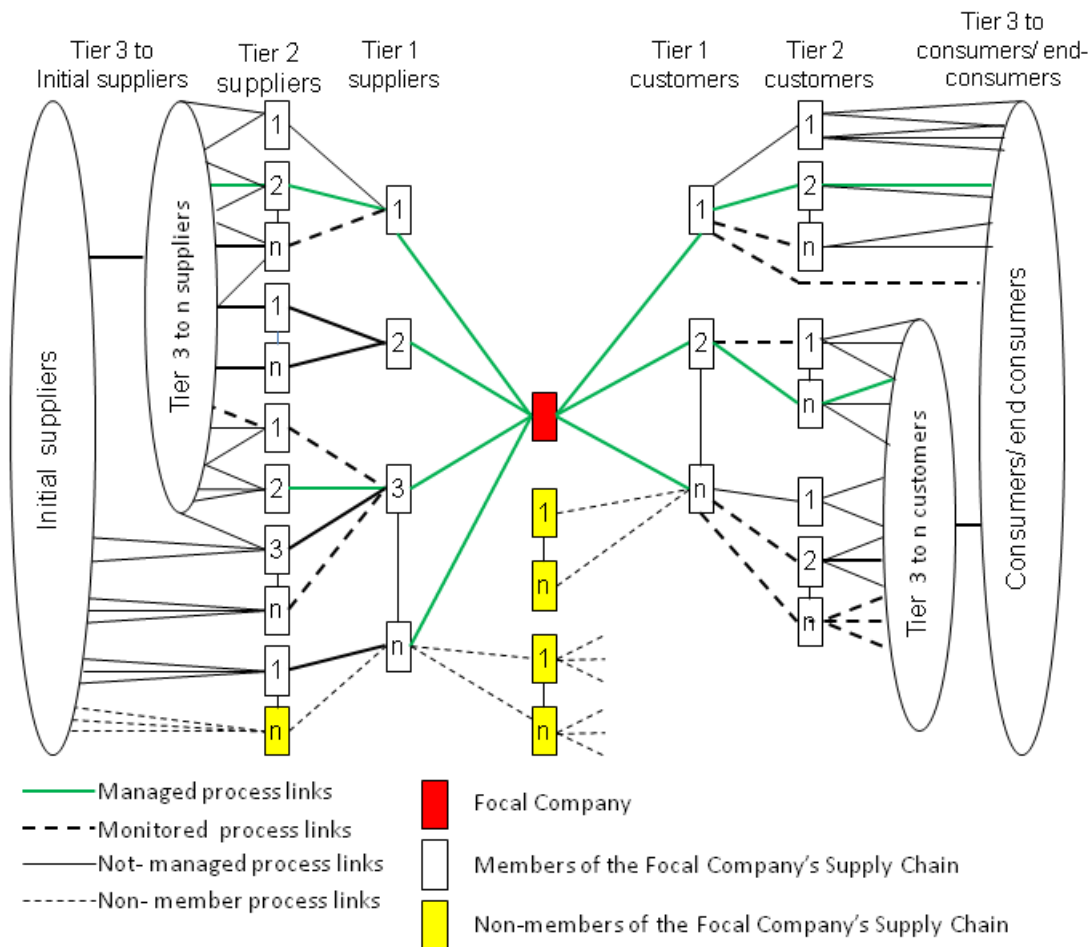 Tier 3 to
Initial suppliers
Tier 2
suppliers
Tier 1
suppliers
Tier 1
customers
Tier 2
customers
Tier 3 to
consumers/ end-
consumers
Initial suppliers
Tier 3 to n suppliers
1
2
n
1
n
1
2
3
n
1
n
1
2
3
n
1
n
1
n
1
2
n
1
2
n
1
n
1
2
n
Tier 3 to n customers
Consumers/ end consumers
Managed process links
Monitored process links
Not- managed process links
Non- member process links
Focal Company
Members of the Focal Company's Supply Chain
Non-members of the Focal Company's Supply Chain